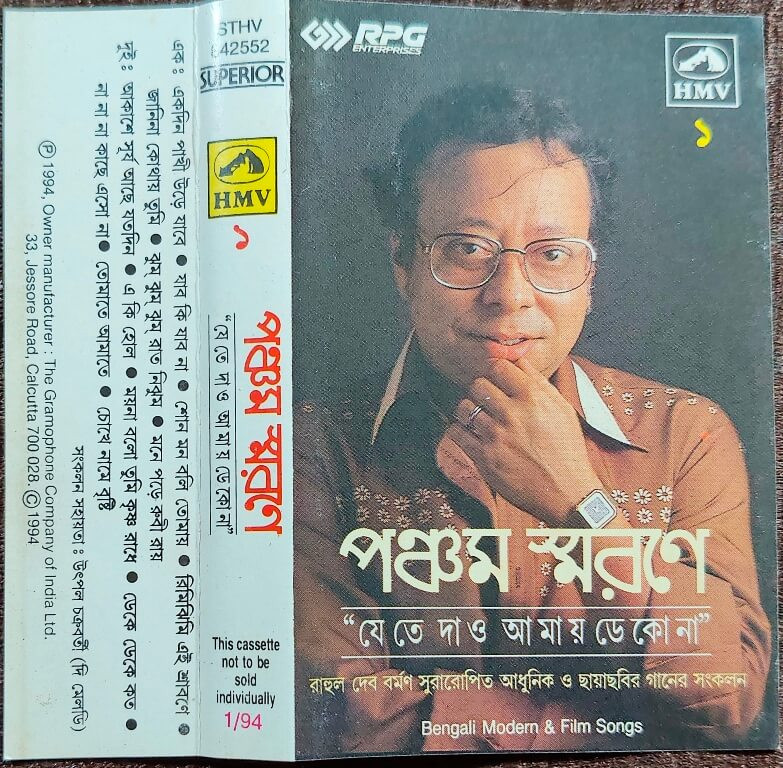 STHV
842552
SUPERIOR
HMV
১
পঞ্চম স্মরণে
“যেতে দাও আমায় ডেকো না”
This cassette
not to be
sold
individually
1/94
এক: একদিন পাখী উড়ে যাবে ● যাব কি যাব না ● শোন মন বলি তোমায় ● রিমঝিমি এই শ্রাবণে ●
জানিনা কোথায় তুমি ● ঝুম ঝুম ঝুম রাত নিঝুম ● মনে পড়ে রুবী রায়
দুই: আকাশে সূর্য আছে যতদিন ● এ কি হোল ● ময়না বলো তুমি কৃষ্ণ রাধে ● ডেকে ডেকে কত ●
না না না কাছে এসো না ● তোমাতে আমাতে ● চোখে নামে বৃষ্টি
সংকলন সহায়তা: উৎপল চক্রবর্তী (দি মেলডি)
Ⓟ 1994, Owner manufacturer : The Gramophone Company of India Ltd.
33, Jessore Road, Calcutta 700 028. © 1994
RPG
ENTERPRISES
HMV
১
পঞ্চম স্মরণে
“যেতে দাও আমায় ডেকো না”
রাহুল দেব বর্মণ সুরারোপিত আধুনিক ও ছায়াছবির গানের সংকলন
Bengali Modern & Film Songs